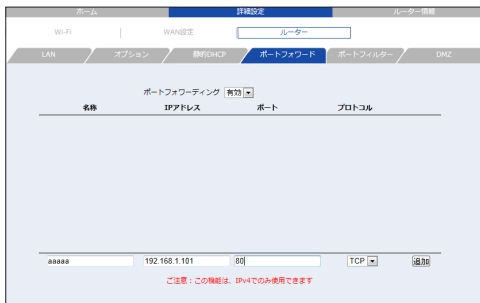 ホーム 詳細設定 ルーター情報
Wi-Fi WAN設定 ルーター
LAN オプション 静的DHCP ポートフォワード ポートフィルター DMZ
ポートフォワーディング 有効
名称 IPアドレス ポート プロトコル
aaaaa 192.168.1.101 80 TCP 追加
ご注意：この機能は、IPv4でのみ使用できます